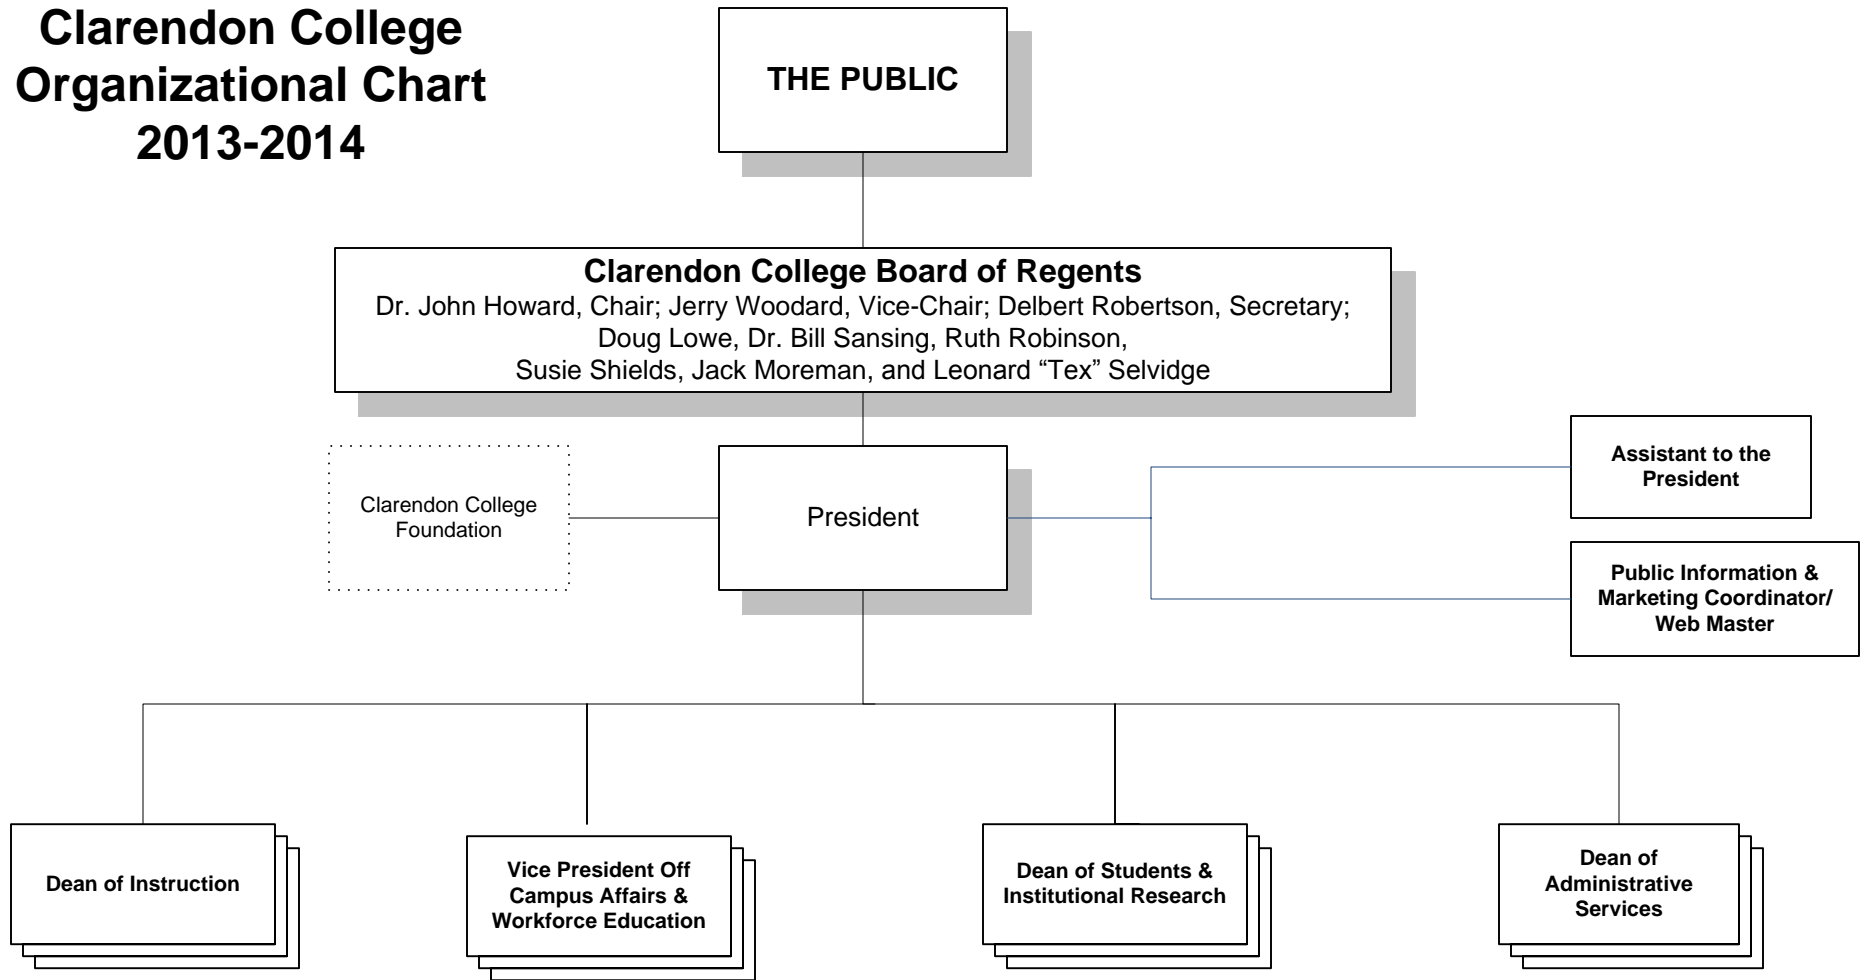 Clarendon College
Organizational Chart
2013-2014
THE PUBLIC
Clarendon College Board of Regents
Dr. John Howard, Chair; Jerry Woodard, Vice-Chair; Delbert Robertson, Secretary;
Doug Lowe, Dr. Bill Sansing, Ruth Robinson,
Susie Shields, Jack Moreman, and Leonard “Tex” Selvidge
Clarendon College
Foundation
President
Assistant to the
President
Public Information &
Marketing Coordinator/
Web Master
Dean of Instruction
Vice President Off
Campus Affairs &
Workforce Education
Dean of Students &
Institutional Research
Dean of
Administrative
Services